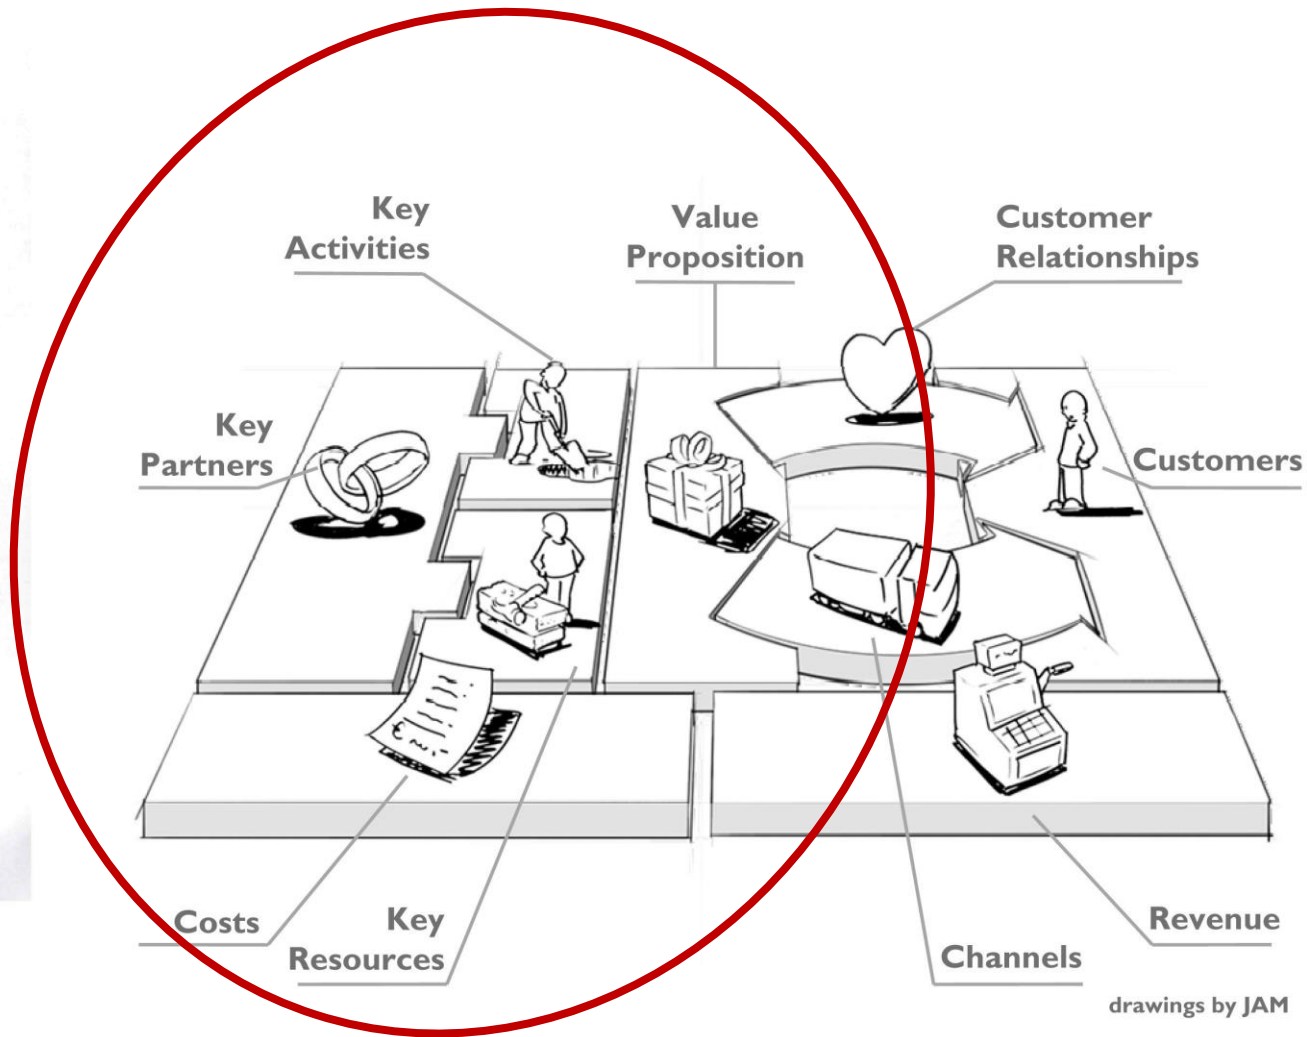 Key
Activities
Value
Proposition
Customer
Relationships
Key
Partners
Customers
Costs
Key
Resources
Channels
Revenue
drawings by JAM